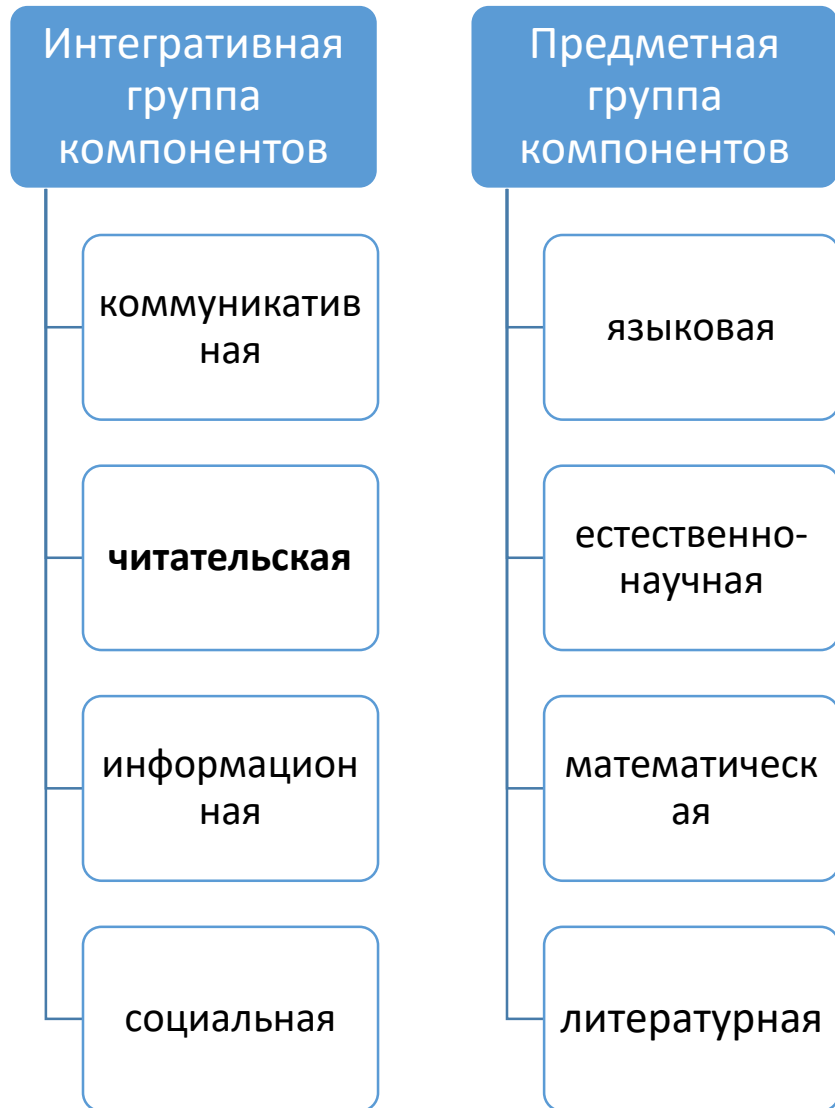 Интегративная
группа
компонентов
коммуникатив
ная
читательская
информацион
ная
социальная
Предметная
группа
компонентов
языковая
естественно-
научная
математическ
ая
литературная